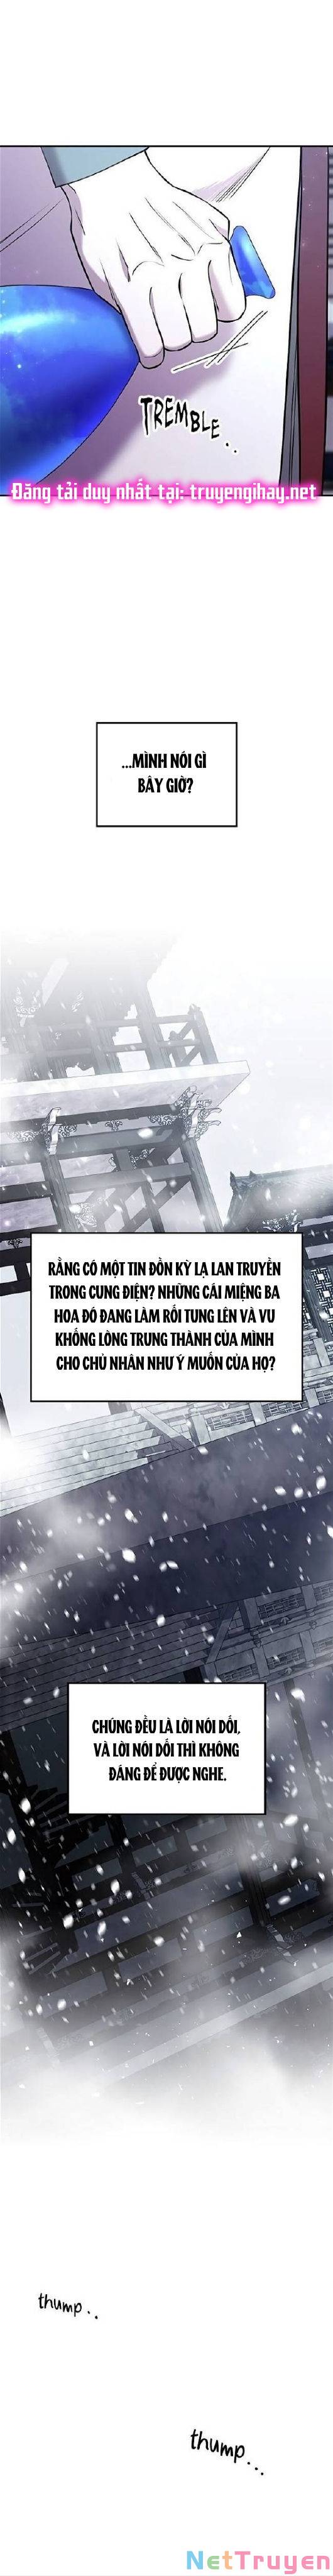 TREMBLE..
Đăng tải duy nhất tại: truyengihay.net
...MÌNH NÓI GÌ
BÂY GIỜ?
RẰNG CÓ MỘT TIN ĐỒN KỲ LẠ LAN TRUYỀN
TRONG CUNG ĐIỆN? NHỮNG CÁI MIỆNG BA
HOA ĐÓ ĐANG LÀM RỐI TUNG LÊN VÀ VU
KHỐNG LÒNG TRUNG THÀNH CỦA MÌNH
CHO CHỦ NHÂN NHƯ Ý MUỐN CỦA HỌ?
CHÚNG ĐỀU LÀ LỜI NÓI DỐI,
VÀ LỜI NÓI DỐI THÌ KHÔNG
ĐÁNG ĐỂ ĐƯỢC NGHE.
thump..
thump...
NetTruyen